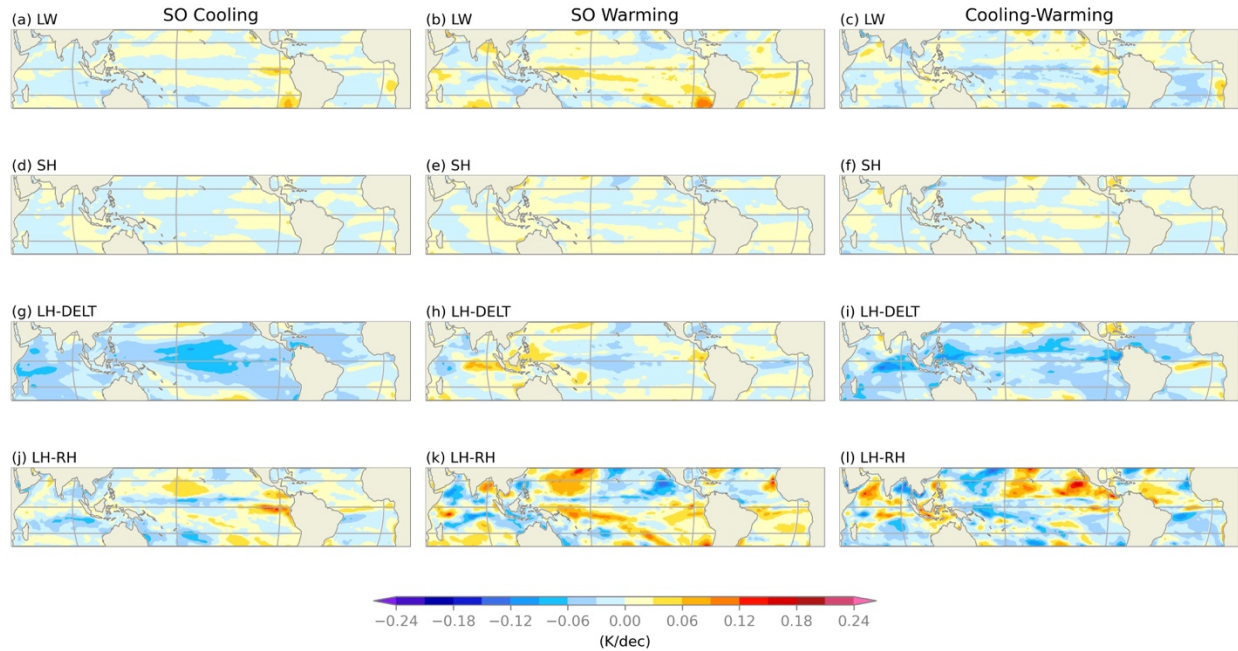 SO Cooling
SO Warming
Cooling-Warming
(a) LW
(b) LW
(c) LW
(d) SH
(e) SH
(f) SH
(g) LH-DELT
(h) LH-DELT
(i) LH-DELT
(j) LH-RH
(k) LH-RH
(l) LH-RH
−0.24 −0.18 −0.12 −0.06 0.00 0.06 0.12 0.18 0.24
(K/dec)